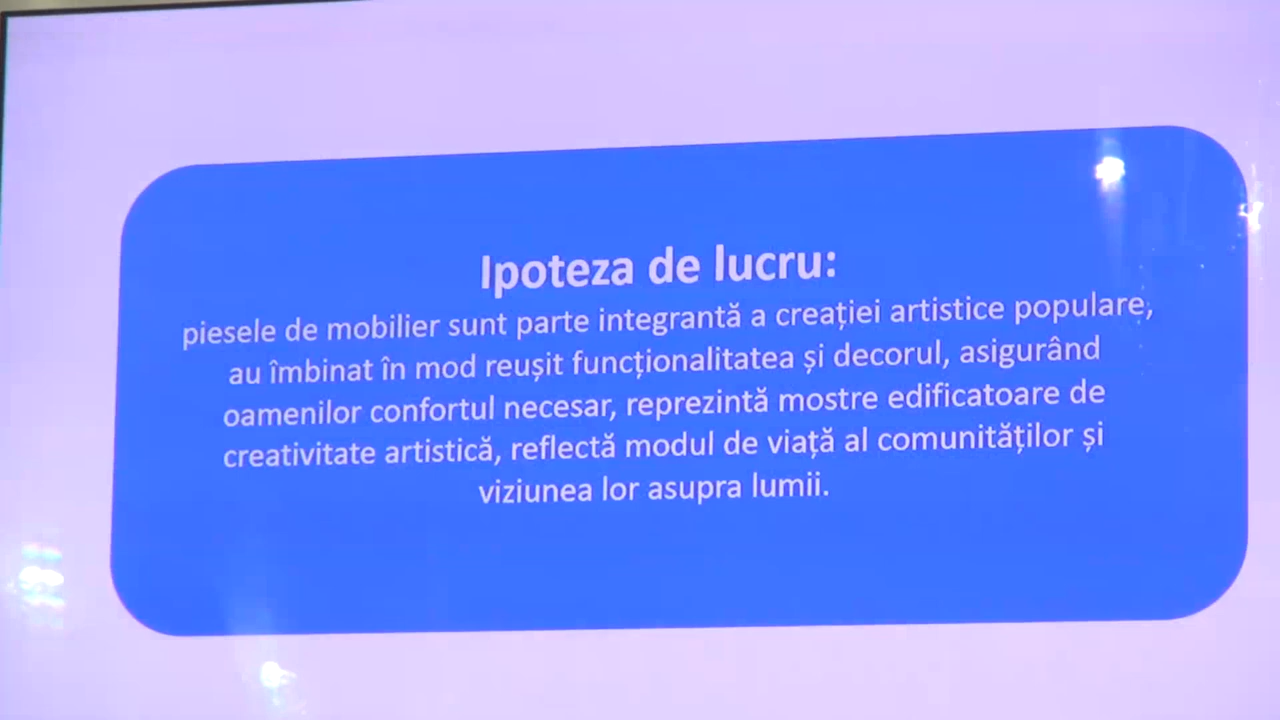 Ipoteza de lucru:
piesele de mobilier sunt parte integrantă a creației artistice populare,
au îmbinat în mod reușit funcționalitatea și decorul, asigurând
oamenilor confortul necesar, reprezintă mostre edificatoare de
creativitate artistică, reflectă modul de viață al comunităților și
viziunea lor asupra lumii.